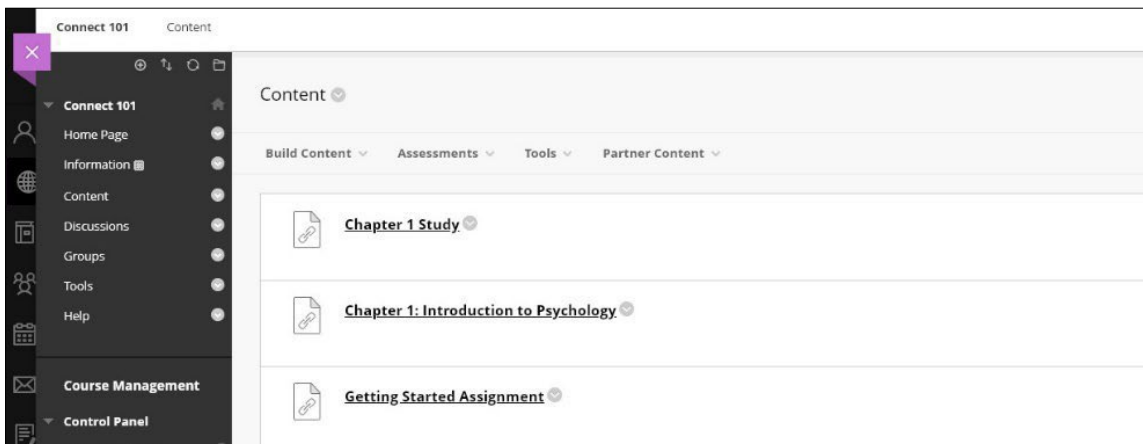 Connect 101 Content
Connect 101
Home Page
Information
Content
Discussions
Groups
Tools
Help
Course Management
Control Panel
Content
Build Content Assessments Tools Partner Content
Chapter 1 Study
Chapter 1: Introduction to Psychology
Getting Started Assignment